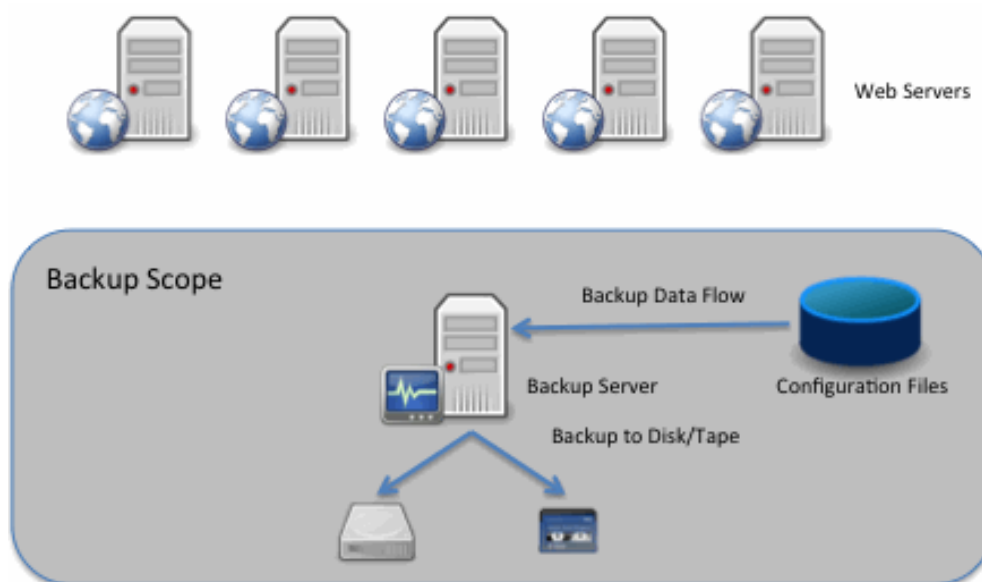 Web Servers
Backup Scope
Backup Data Flow
Backup Server
Configuration Files
Backup to Disk/Tape